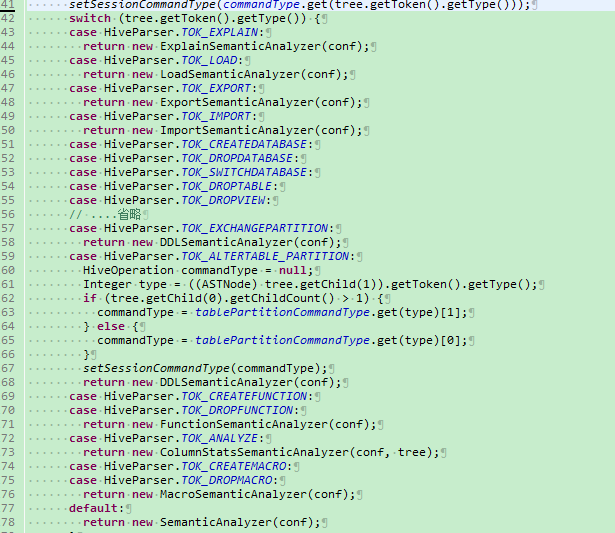 41 setSessionCommandType(commandType.get(tree.getToken().getType()));
42 switch (tree.getToken().getType()) {
43 case HiveParser.TOK_EXPLAIN:
44 return new ExplainSemanticAnalyzer(conf);
45 case HiveParser.TOK_LOAD:
46 return new LoadSemanticAnalyzer(conf);
47 case HiveParser.TOK_EXPORT:
48 return new ExportSemanticAnalyzer(conf);
49 case HiveParser.TOK_IMPORT:
50 return new ImportSemanticAnalyzer(conf);
51 case HiveParser.TOK_CREATEDATABASE:
52 case HiveParser.TOK_DROPDATABASE:
53 case HiveParser.TOK_SWITCHDATABASE:
54 case HiveParser.TOK_DROPTABLE:
55 case HiveParser.TOK_DROPVIEW:
56 // ....省略
57 case HiveParser.TOK_EXCHANGEPARTITION:
58 return new DDLSemanticAnalyzer(conf);
59 case HiveParser.TOK_ALTERTABLE_PARTITION:
60 HiveOperation commandType = null;
61 Integer type = ((ASTNode) tree.getChild(1)).getToken().getType();
62 if (tree.getChild(0).getChildCount() > 1) {
63 commandType = tablePartitionCommandType.get(type)[1];
64 } else {
65 commandType = tablePartitionCommandType.get(type)[0];
66 }
67 setSessionCommandType(commandType);
68 return new DDLSemanticAnalyzer(conf);
69 case HiveParser.TOK_CREATEFUNCTION:
70 case HiveParser.TOK_DROPFUNCTION:
71 return new FunctionSemanticAnalyzer(conf);
72 case HiveParser.TOK_ANALYZE:
73 return new ColumnStatsSemanticAnalyzer(conf, tree);
74 case HiveParser.TOK_CREATEMACRO:
75 case HiveParser.TOK_DROPMACRO:
76 return new MacroSemanticAnalyzer(conf);
77 default:
78 return new SemanticAnalyzer(conf);